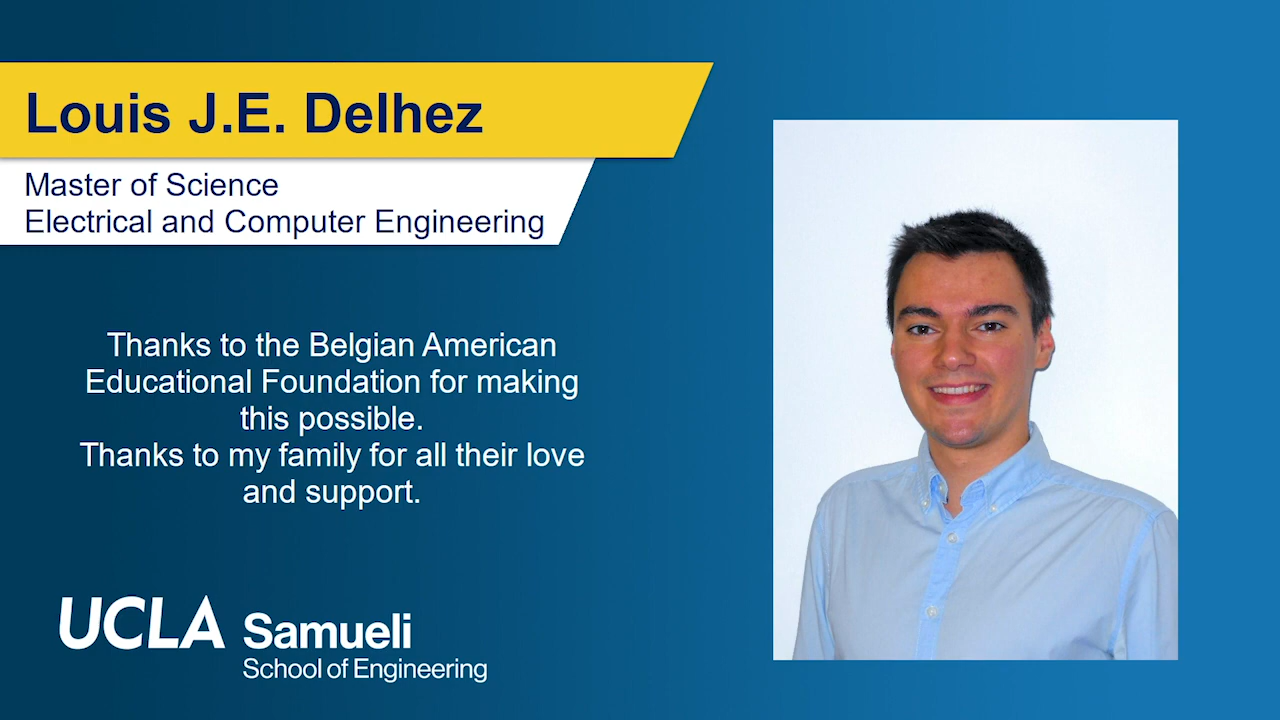 Louis J.E. Delhez
Master of Science
Electrical and Computer Engineering
Thanks to the Belgian American
Educational Foundation for making
this possible.
Thanks to my family for all their love
and support.
UCLA Samueli
School of Engineering